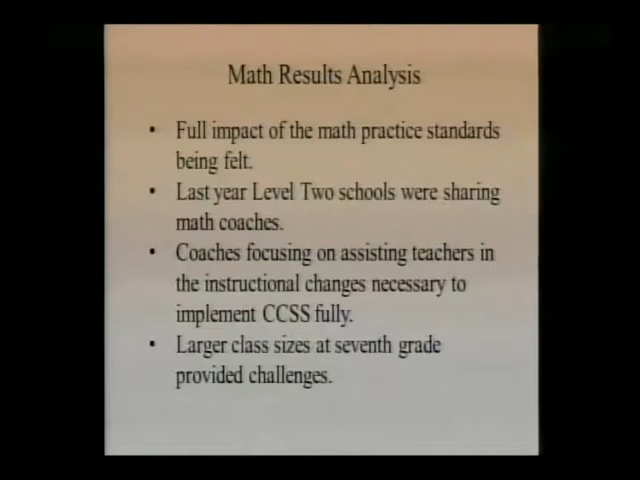 Math Results Analysis
• Full impact of the math practice standards
being felt.
• Last year Level Two schools were sharing
math coaches.
• Coaches focusing on assisting teachers in
the instructional changes necessary to
implement CCSS fully.
• Larger class sizes at seventh grade
provided challenges.